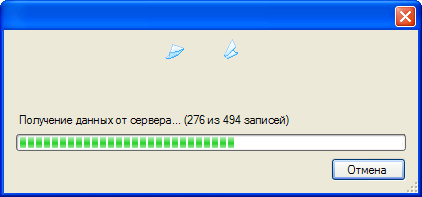 Получение данных от сервера... (276 из 494 записей)
Отмена